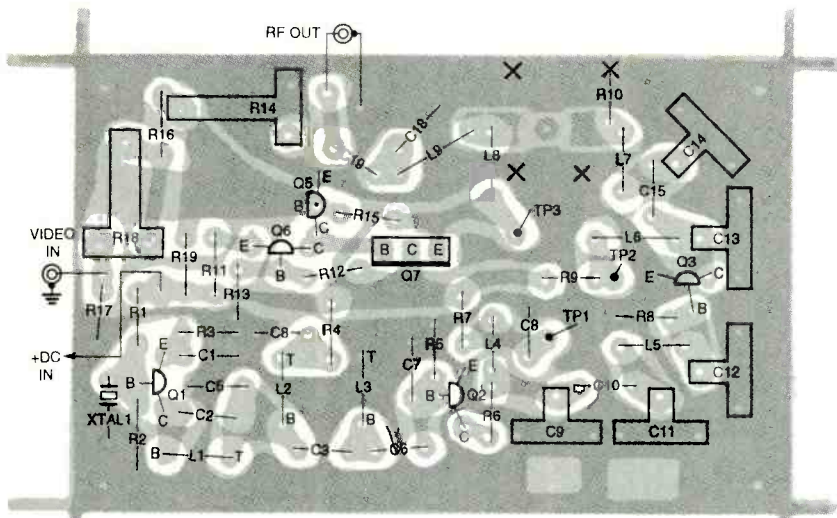 RF OUT
R10
R14
R16
C18
C14
C19
L9
L8
L7
Q5
E
B
C
C15
R15
TP3
VIDEO
IN
R18
Q6
E
C
B
B C E
Q7
L6
C13
Q3
E
C
B
R19
R11
R12
R9
TP2
R17
R1
R13
R3
C8
R4
R7
L4
C8
TP1
R8
+DC
IN
E
C1
T
T
C7
R5
L5
E
B
Q1
C5
L2
L3
B
Q2
C10
C12
C
C2
B
B
C
R6
XTAL1
R2
C9
C11
B
L1
T
C3
C6